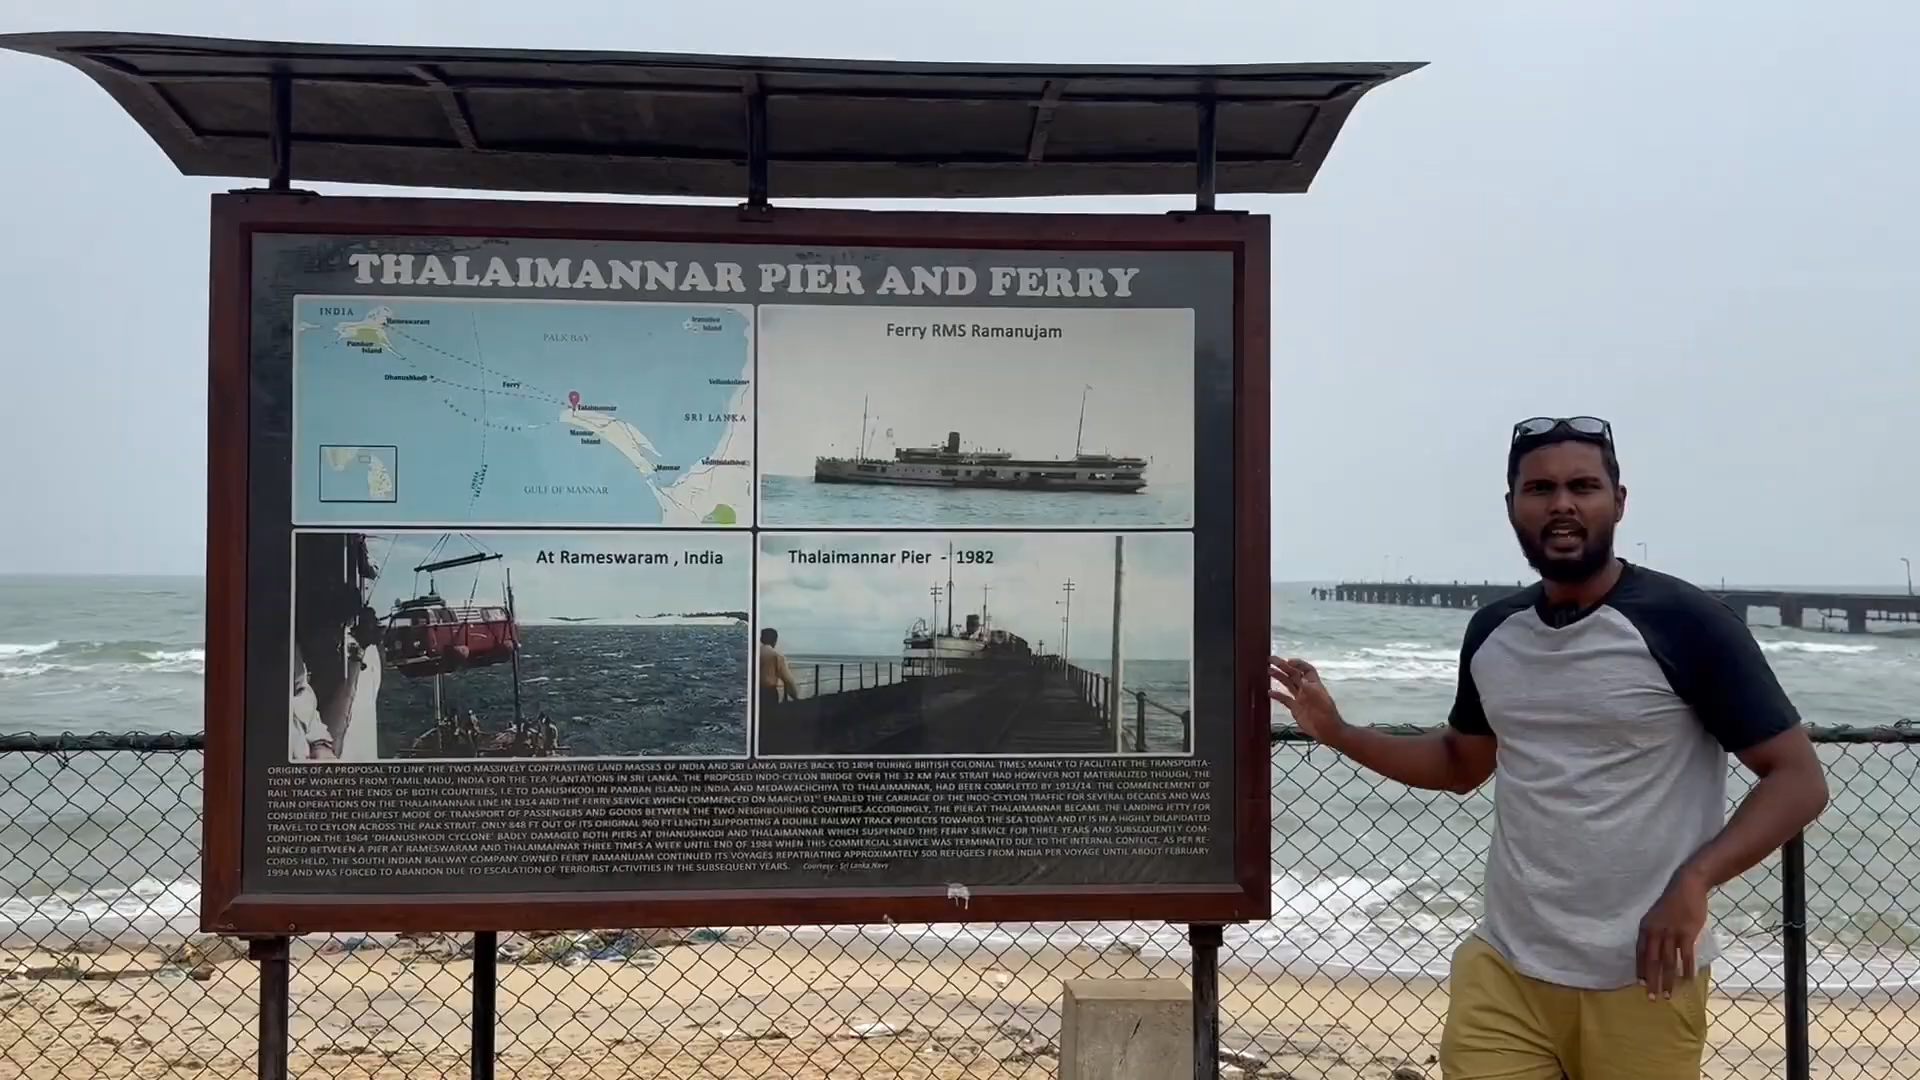 THALAIMANNAR PIER AND FERRY
INDIA
Rameswaram
Pamban
Island
PALK BAY
Iranativu
Island
Dhanushkodi
Ferry
Talaimannar
Mannar
Island
SRI LANKA
Mannar
GULF OF MANNAR
INDIA
SRI LANKA
Ferry RMS Ramanujam
At Rameswaram , India
Thalaimannar Pier - 1982
ORIGINS OF A PROPOSAL TO LINK THE TWO MASSIVELY CONTRASTING LAND MASSES OF INDIA AND SRI LANKA DATES BACK TO 1894 DURING BRITISH COLONIAL TIMES MAINLY TO FACILITATE THE TRANSPORTA-
TION OF WORKERS FROM TAMIL NADU, INDIA FOR THE TEA PLANTATIONS IN SRI LANKA. THE PROPOSED INDO-CEYLON BRIDGE OVER THE 32 KM PALK STRAIT HAD HOWEVER NOT MATERIALIZED THOUGH, THE
RAIL TRACKS AT THE ENDS OF BOTH COUNTRIES, I.E.TO DANUSHKODI IN PAMBAN ISLAND IN INDIA AND MEDAWACHCHIYA TO THALAIMANNAR, HAD BEEN COMPLETED BY 1913/14. THE COMMENCEMENT OF
TRAIN OPERATIONS ON THE THALAIMANNAR LINE IN 1914 AND THE FERRY SERVICE WHICH COMMENCED ON MARCH 01ST ENABLED THE CARRIAGE OF THE INDO-CEYLON TRAFFIC FOR SEVERAL DECADES AND WAS
CONSIDERED THE CHEAPEST MODE OF TRANSPORT OF PASSENGERS AND GOODS BETWEEN THE TWO NEIGHBOURING COUNTRIES.ACCORDINGLY, THE PIER AT THALAIMANNAR BECAME THE LANDING JETTY FOR
TRAVEL TO CEYLON ACROSS THE PALK STRAIT. ONLY 848 FT OUT OF ITS ORIGINAL 960 FT LENGTH SUPPORTING A DOUBLE RAILWAY TRACK PROJECTS TOWARDS THE SEA TODAY AND IT IS IN A HIGHLY DILAPIDATED
CONDITION THE 1964 'DHANUSHKODI CYCLONE' BADLY DAMAGED BOTH PIERS AT DHANUSHKODI AND THALAIMANNAR WHICH SUSPENDED THIS FERRY SERVICE FOR THREE YEARS AND SUBSEQUENTLY COM-
MENCED BETWEEN A PIER AT RAMESWARAM AND THALAIMANNAR THREE TIMES A WEEK UNTIL END OF 1984 WHEN THIS COMMERCIAL SERVICE WAS TERMINATED DUE TO THE INTERNAL CONFLICT. AS PER RE-
CORDS HELD, THE SOUTH INDIAN RAILWAY COMPANY OWNED FERRY RAMANUJAM CONTINUED ITS VOYAGES REPATRIATING APPROXIMATELY 500 REFUGEES FROM INDIA PER VOYAGE UNTIL ABOUT FEBRUARY
1994 AND WAS FORCED TO ABANDON DUE TO ESCALATION OF TERRORIST ACTIVITIES IN THE SUBSEQUENT YEARS. Courtesy - Sri Lanka Navy